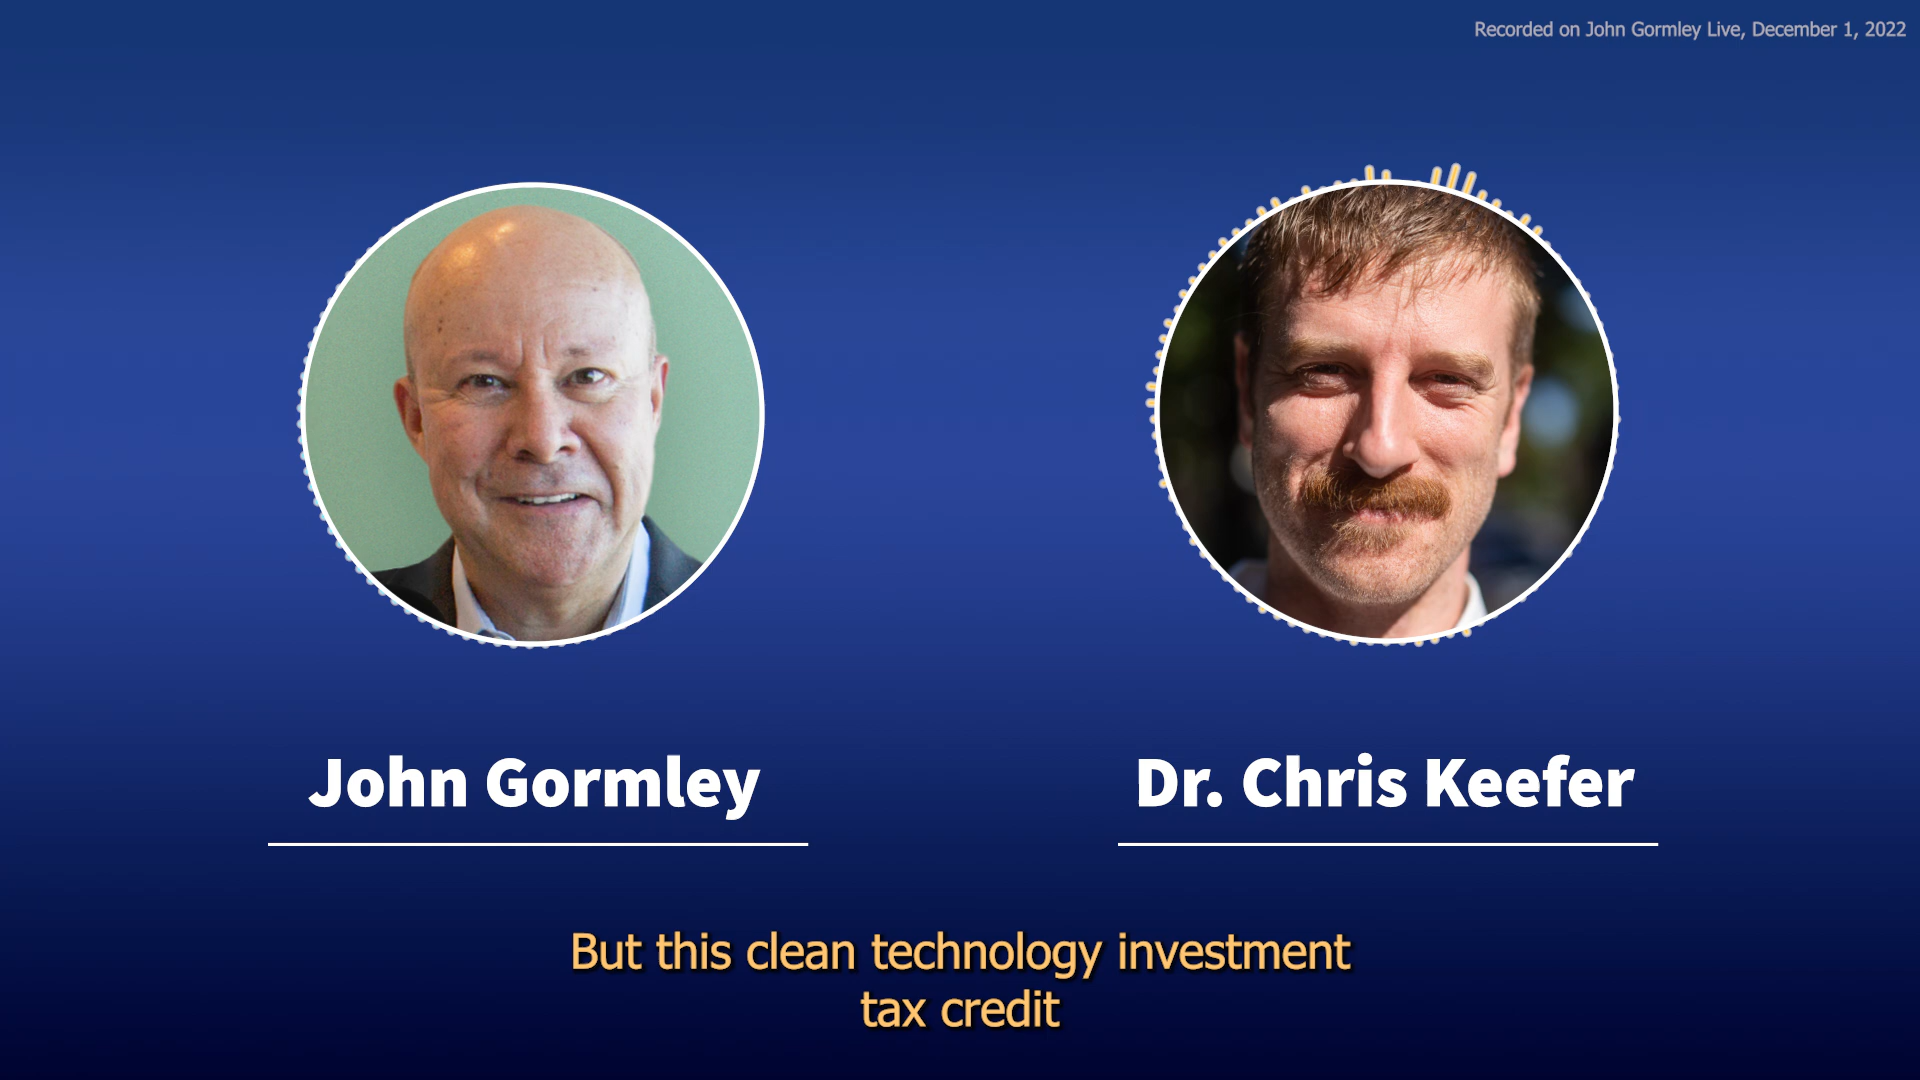 Recorded on John Gormley Live, December 1, 2022
John Gormley
Dr. Chris Keefer
But this clean technology investment
tax credit